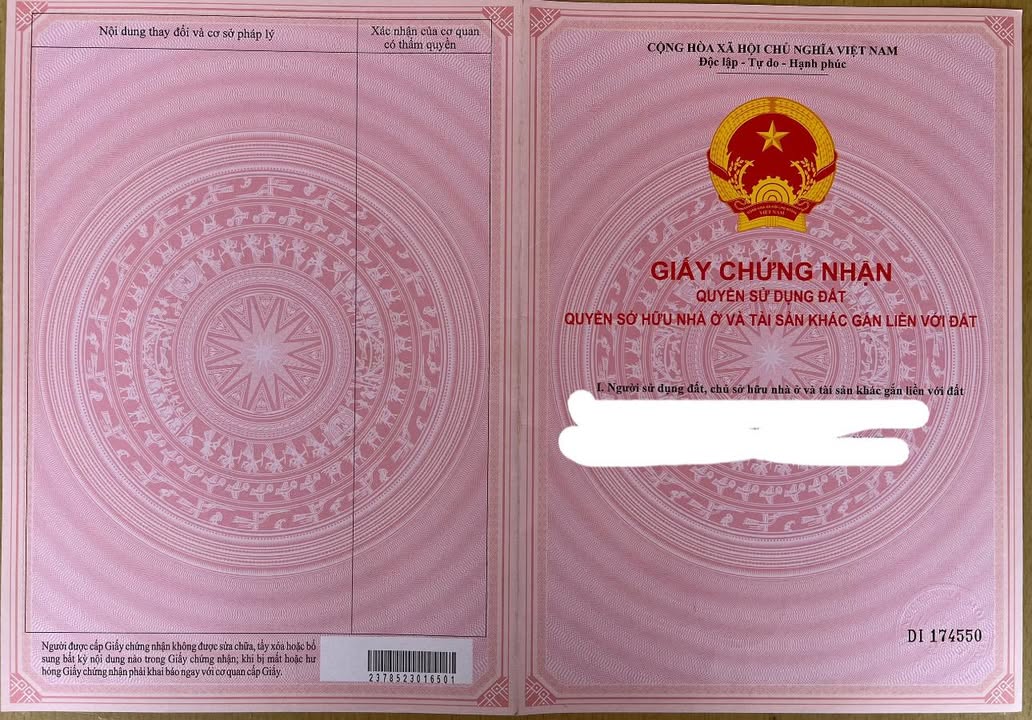 Nội dung thay đổi và cơ sở pháp lý
Xác nhận của cơ quan
có thẩm quyền
Người được cấp Giấy chứng nhận không được sửa chữa, tẩy xóa hoặc bổ
sung bất kỳ nội dung nào trong Giấy chứng nhận; khi bị mất hoặc hư
hỏng Giấy chứng nhận phải khai báo ngay với cơ quan cấp Giấy.
2378523016501
CỘNG HÒA XÃ HỘI CHỦ NGHĨA VIỆT NAM
Độc lập - Tự do - Hạnh phúc
VIỆT NAM
GIẤY CHỨNG NHẬN
QUYỀN SỬ DỤNG ĐẤT
QUYỀN SỞ HỮU NHÀ Ở VÀ TÀI SẢN KHÁC GẮN LIỀN VỚI ĐẤT
I. Người sử dụng đất, chủ sở hữu nhà ở và tài sản khác gắn liền với đất
DI 174550